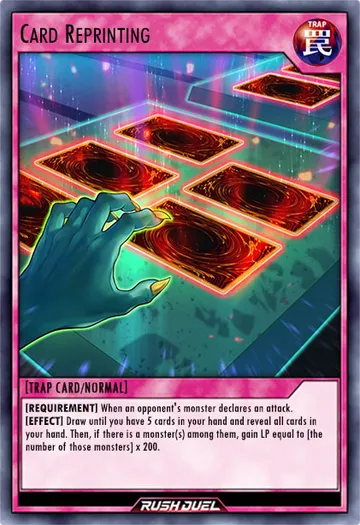 CARD REPRINTING
TRAP
罠
[TRAP CARD/NORMAL]
[REQUIREMENT] When an opponent's monster declares an attack.
[EFFECT] Draw until you have 5 cards in your hand and reveal all cards in
your hand. Then, if there is a monster(s) among them, gain LP equal to [the
number of those monsters] x 200.
RUSH DUEL